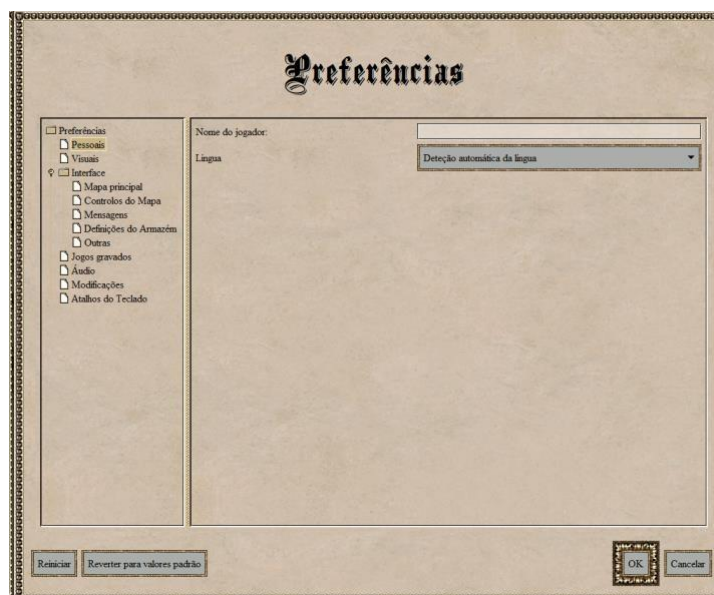 Preferências
Preferências
Pessoais
Visuais
Interface
Mapa principal
Controlos do Mapa
Mensagens
Definições do Armazém
Outras
Jogos gravados
Áudio
Modificações
Atalhos do Teclado
Nome do jogador:
Língua
Deteção automática da língua
Reiniciar
Reverter para valores padrão
OK
Cancelar